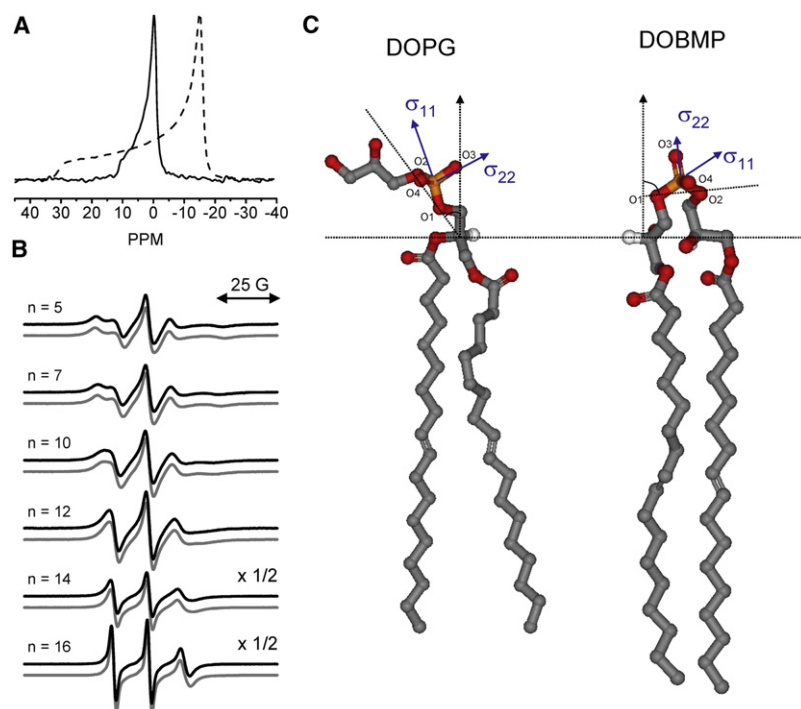 A
40 30 20 10 0 -10 -20 -30 -40
PPM
B
25 G
n = 5
n = 7
n = 10
n = 12
n = 14
x 1/2
n = 16
x 1/2
C
DOPG
DOBMP
σ11
σ22
O1
O2
O3
O4
σ22
σ11
O3
O4
O1
O2